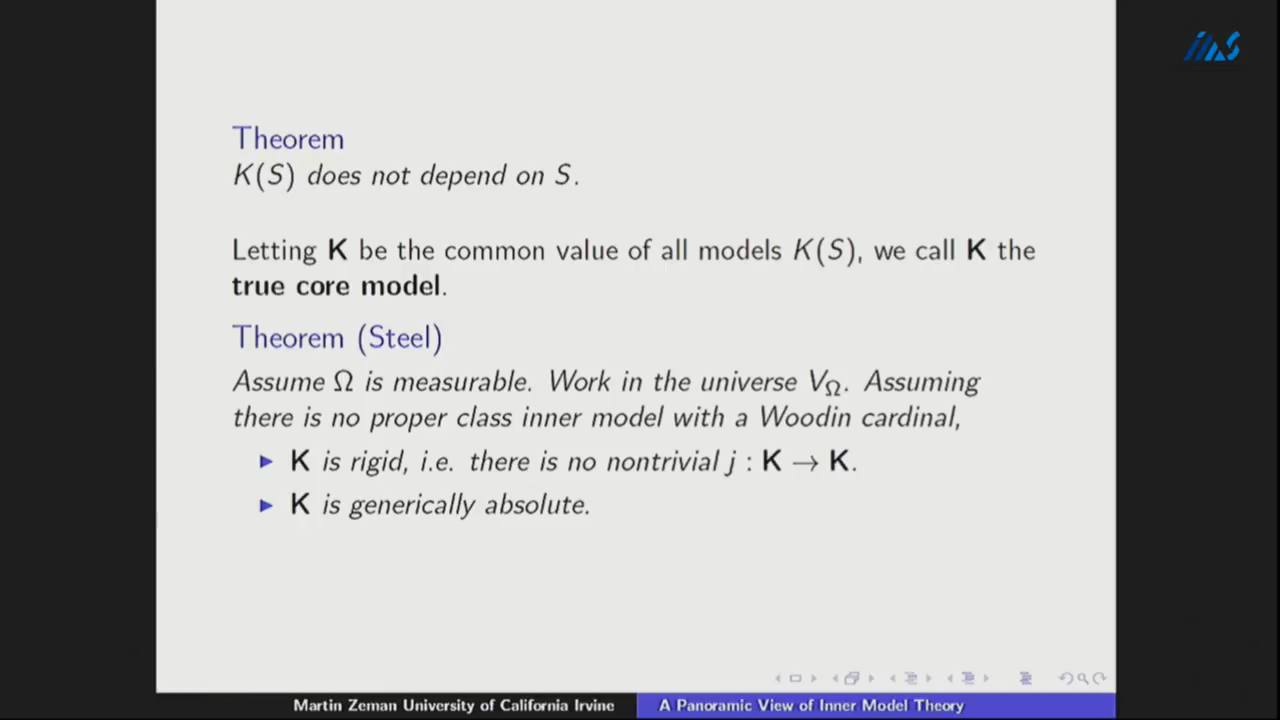 ims
Theorem
K(S) does not depend on S.
Letting K be the common value of all models K(S), we call K the
true core model.
Theorem (Steel)
Assume Ω is measurable. Work in the universe V_Ω. Assuming
there is no proper class inner model with a Woodin cardinal,
▶ K is rigid, i.e. there is no nontrivial j : K → K.
▶ K is generically absolute.
Martin Zeman University of California Irvine
A Panoramic View of Inner Model Theory